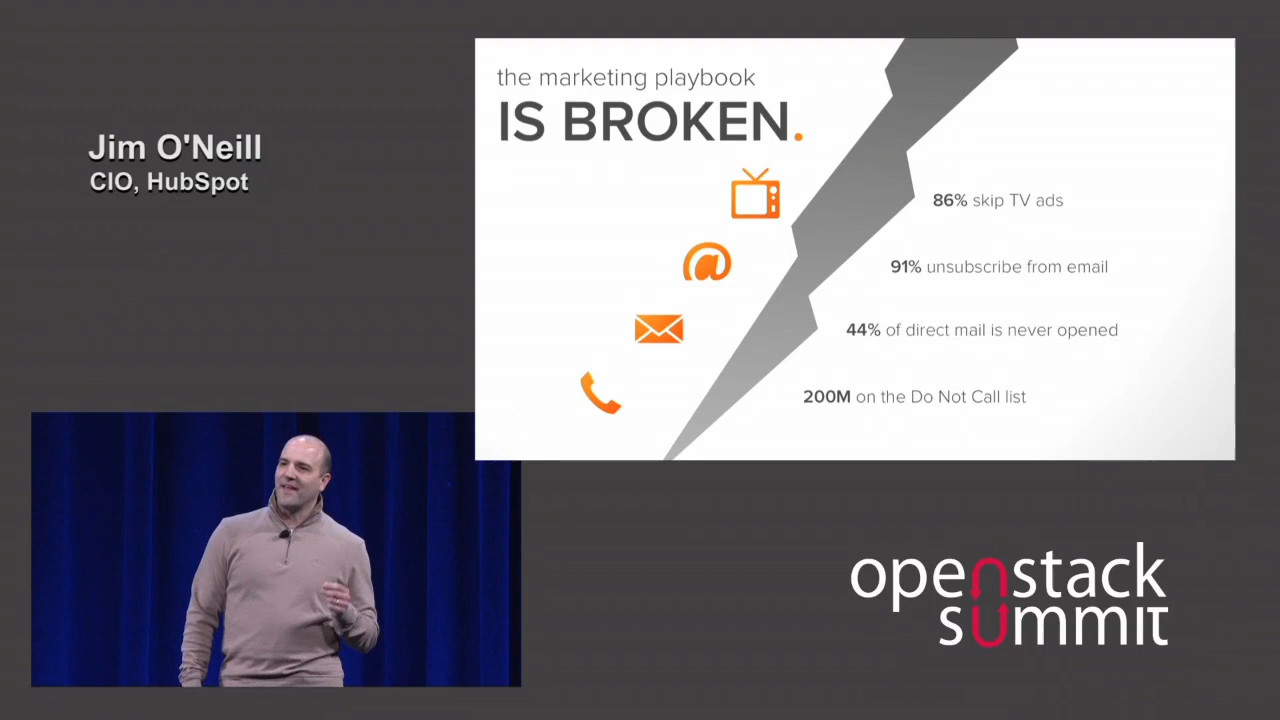 Jim O'Neill
CIO, HubSpot
the marketing playbook
IS BROKEN.
86% skip TV ads
91% unsubscribe from email
44% of direct mail is never opened
200M on the Do Not Call list
openstack
summit